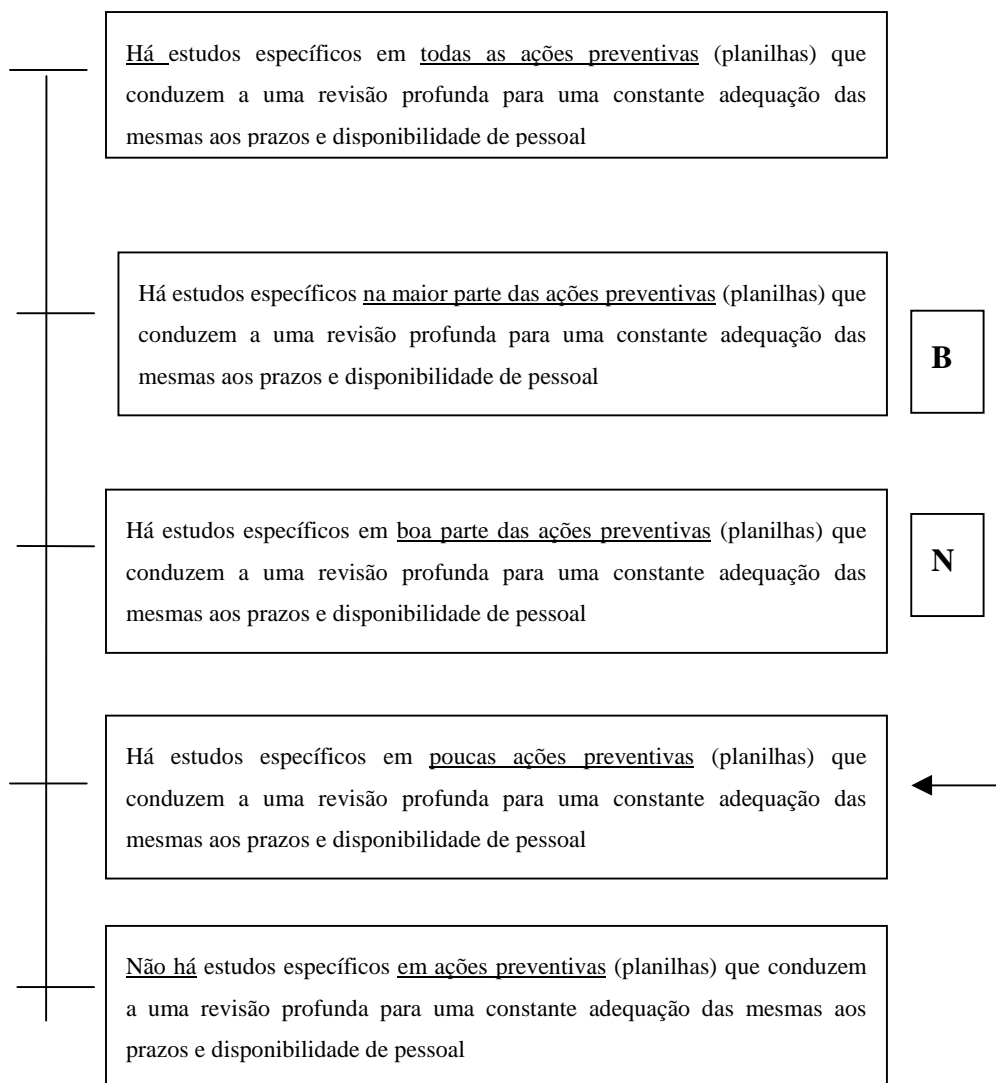 Há estudos específicos em todas as ações preventivas (planilhas) que
conduzem a uma revisão profunda para uma constante adequação das
mesmas aos prazos e disponibilidade de pessoal
Há estudos específicos na maior parte das ações preventivas (planilhas) que
conduzem a uma revisão profunda para uma constante adequação das
mesmas aos prazos e disponibilidade de pessoal
B
Há estudos específicos em boa parte das ações preventivas (planilhas) que
conduzem a uma revisão profunda para uma constante adequação das
mesmas aos prazos e disponibilidade de pessoal
N
Há estudos específicos em poucas ações preventivas (planilhas) que
conduzem a uma revisão profunda para uma constante adequação das
mesmas aos prazos e disponibilidade de pessoal
Não há estudos específicos em ações preventivas (planilhas) que conduzem
a uma revisão profunda para uma constante adequação das mesmas aos
prazos e disponibilidade de pessoal